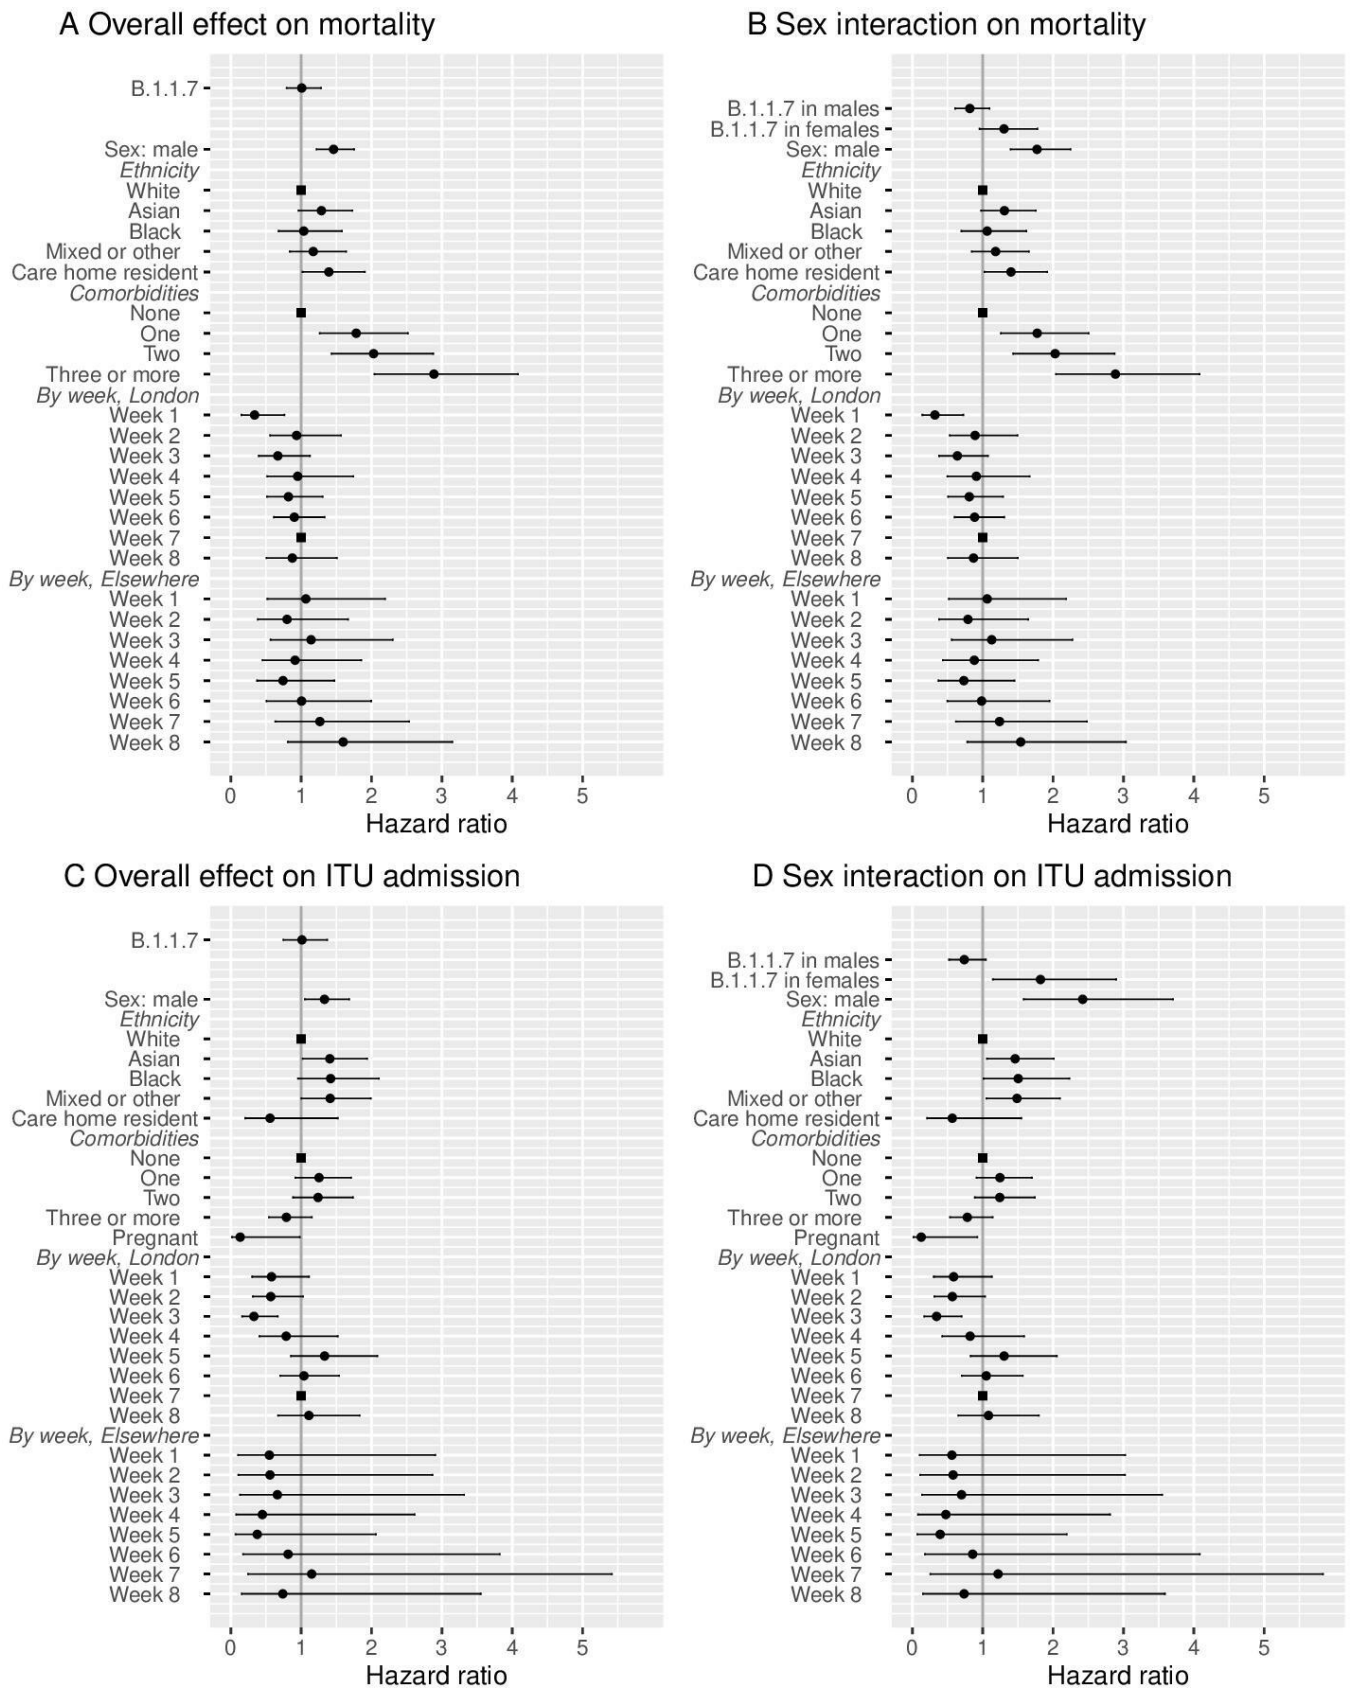 A Overall effect on mortality
B.1.1.7
Sex: male
Ethnicity
White
Asian
Black
Mixed or other
Care home resident
Comorbidities
None
One
Two
Three or more
By week, London
Week 1
Week 2
Week 3
Week 4
Week 5
Week 6
Week 7
Week 8
By week, Elsewhere
Week 1
Week 2
Week 3
Week 4
Week 5
Week 6
Week 7
Week 8
0 1 2 3 4 5
Hazard ratio
B Sex interaction on mortality
B.1.1.7 in males
B.1.1.7 in females
Sex: male
Ethnicity
White
Asian
Black
Mixed or other
Care home resident
Comorbidities
None
One
Two
Three or more
By week, London
Week 1
Week 2
Week 3
Week 4
Week 5
Week 6
Week 7
Week 8
By week, Elsewhere
Week 1
Week 2
Week 3
Week 4
Week 5
Week 6
Week 7
Week 8
0 1 2 3 4 5
Hazard ratio
C Overall effect on ITU admission
B.1.1.7
Sex: male
Ethnicity
White
Asian
Black
Mixed or other
Care home resident
Comorbidities
None
One
Two
Three or more
Pregnant
By week, London
Week 1
Week 2
Week 3
Week 4
Week 5
Week 6
Week 7
Week 8
By week, Elsewhere
Week 1
Week 2
Week 3
Week 4
Week 5
Week 6
Week 7
Week 8
0 1 2 3 4 5
Hazard ratio
D Sex interaction on ITU admission
B.1.1.7 in males
B.1.1.7 in females
Sex: male
Ethnicity
White
Asian
Black
Mixed or other
Care home resident
Comorbidities
None
One
Two
Three or more
Pregnant
By week, London
Week 1
Week 2
Week 3
Week 4
Week 5
Week 6
Week 7
Week 8
By week, Elsewhere
Week 1
Week 2
Week 3
Week 4
Week 5
Week 6
Week 7
Week 8
0 1 2 3 4 5
Hazard ratio